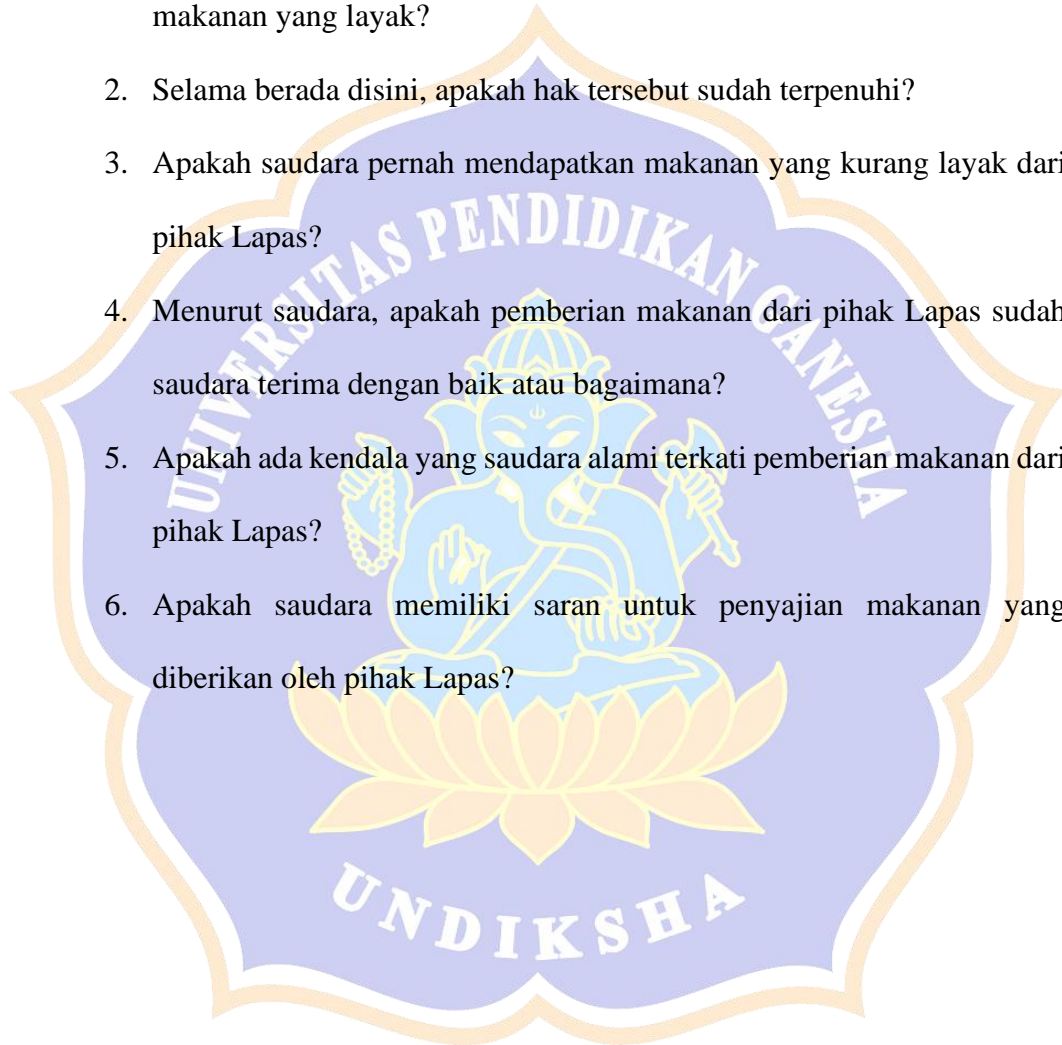 makanan yang layak?
2. Selama berada disini, apakah hak tersebut sudah terpenuhi?
3. Apakah saudara pernah mendapatkan makanan yang kurang layak dari
pihak Lapas?
4. Menurut saudara, apakah pemberian makanan dari pihak Lapas sudah
saudara terima dengan baik atau bagaimana?
5. Apakah ada kendala yang saudara alami terkati pemberian makanan dari
pihak Lapas?
6. Apakah saudara memiliki saran untuk penyajian makanan yang
diberikan oleh pihak Lapas?
UNIVERSITAS PENDIDIKAN GANESHA
UNDIKSHA